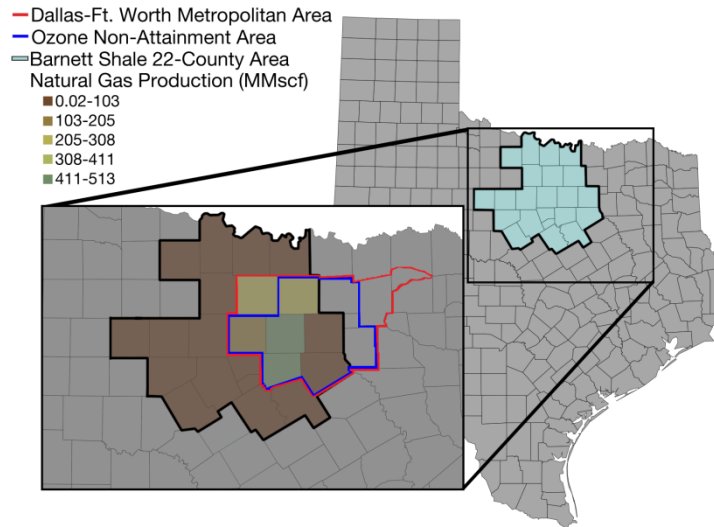 Dallas-Ft. Worth Metropolitan Area
Ozone Non-Attainment Area
Barnett Shale 22-County Area
Natural Gas Production (MMscf)
0.02-103
103-205
205-308
308-411
411-513